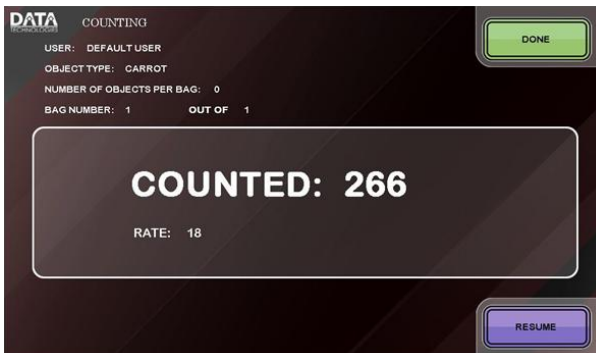 DATA COUNTING
TECHNOLOGIES
DONE
USER: DEFAULT USER
OBJECT TYPE: CARROT
NUMBER OF OBJECTS PER BAG: 0
BAG NUMBER: 1 OUT OF 1
COUNTED: 266
RATE: 18
RESUME